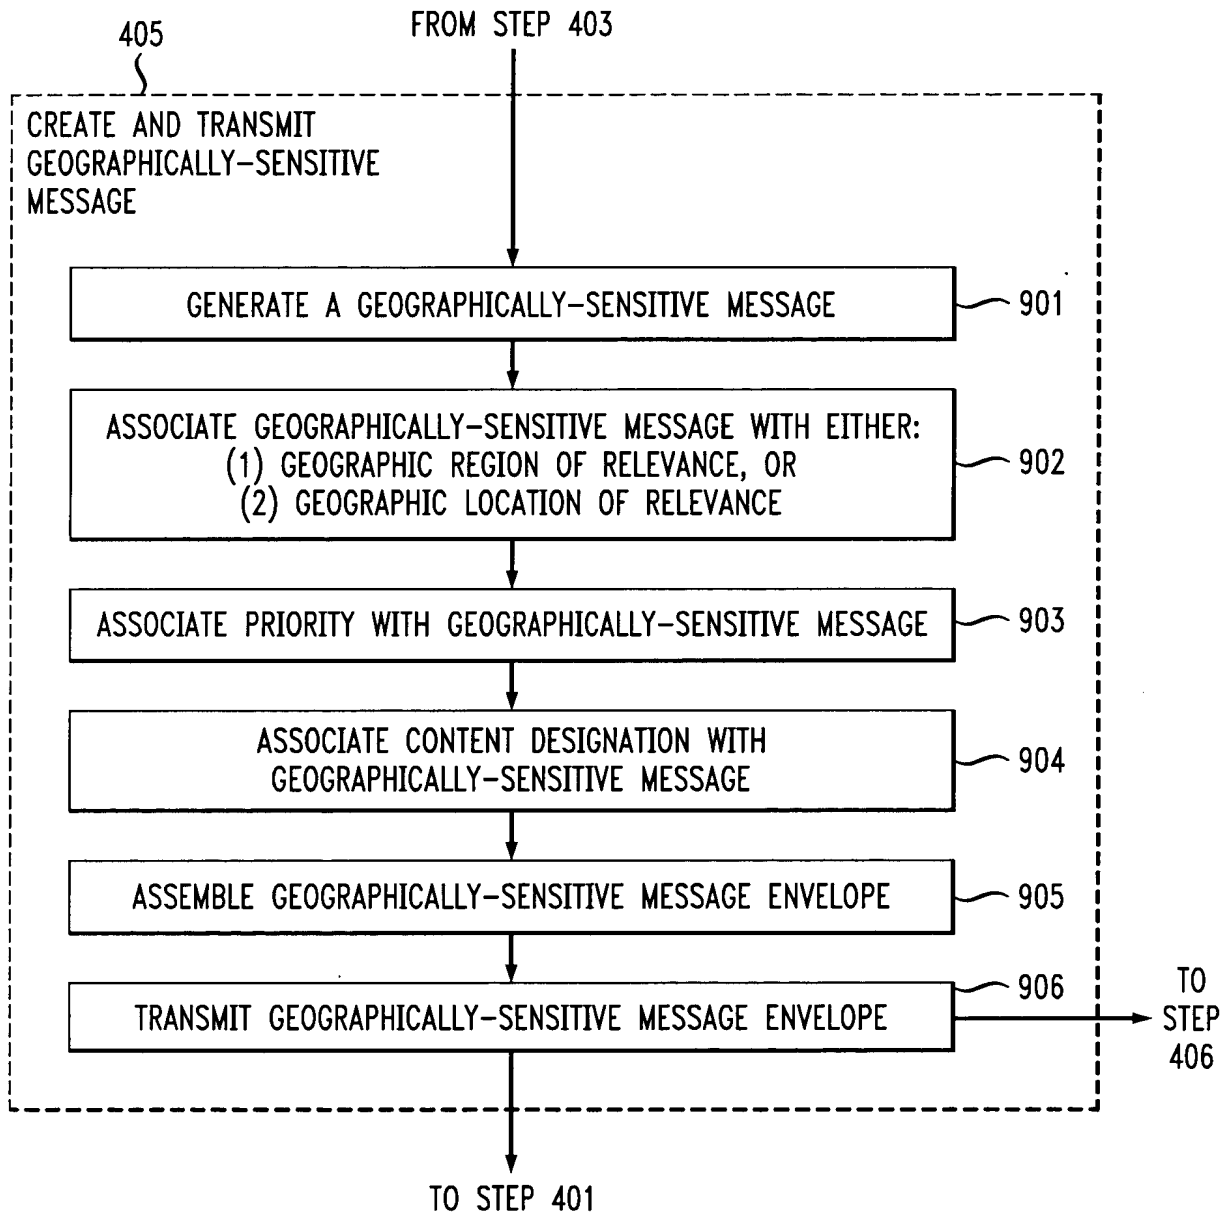 FROM STEP 403
405
CREATE AND TRANSMIT
GEOGRAPHICALLY-SENSITIVE
MESSAGE
GENERATE A GEOGRAPHICALLY-SENSITIVE MESSAGE
901
ASSOCIATE GEOGRAPHICALLY-SENSITIVE MESSAGE WITH EITHER:
(1) GEOGRAPHIC REGION OF RELEVANCE, OR
(2) GEOGRAPHIC LOCATION OF RELEVANCE
902
ASSOCIATE PRIORITY WITH GEOGRAPHICALLY-SENSITIVE MESSAGE
903
ASSOCIATE CONTENT DESIGNATION WITH
GEOGRAPHICALLY-SENSITIVE MESSAGE
904
ASSEMBLE GEOGRAPHICALLY-SENSITIVE MESSAGE ENVELOPE
905
TRANSMIT GEOGRAPHICALLY-SENSITIVE MESSAGE ENVELOPE
906
TO
STEP
406
TO STEP 401